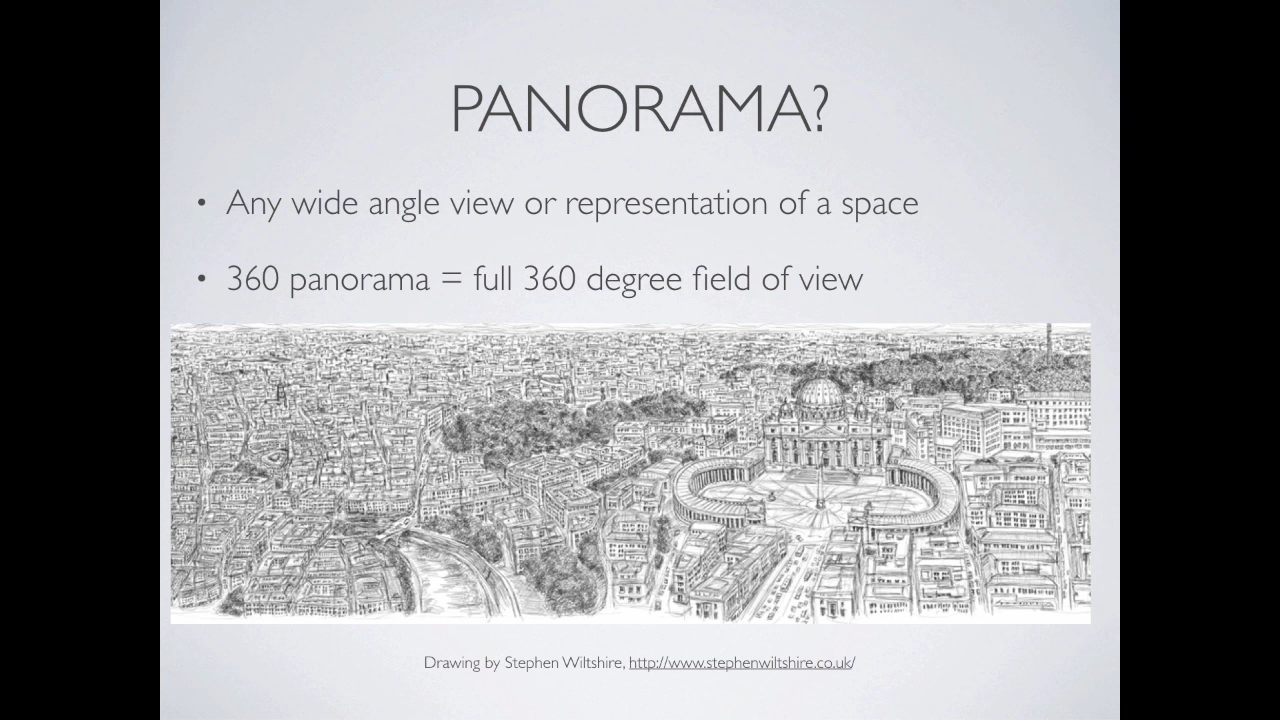 PANORAMA?
• Any wide angle view or representation of a space
• 360 panorama = full 360 degree field of view
Drawing by Stephen Wiltshire, http://www.stephenwiltshire.co.uk/